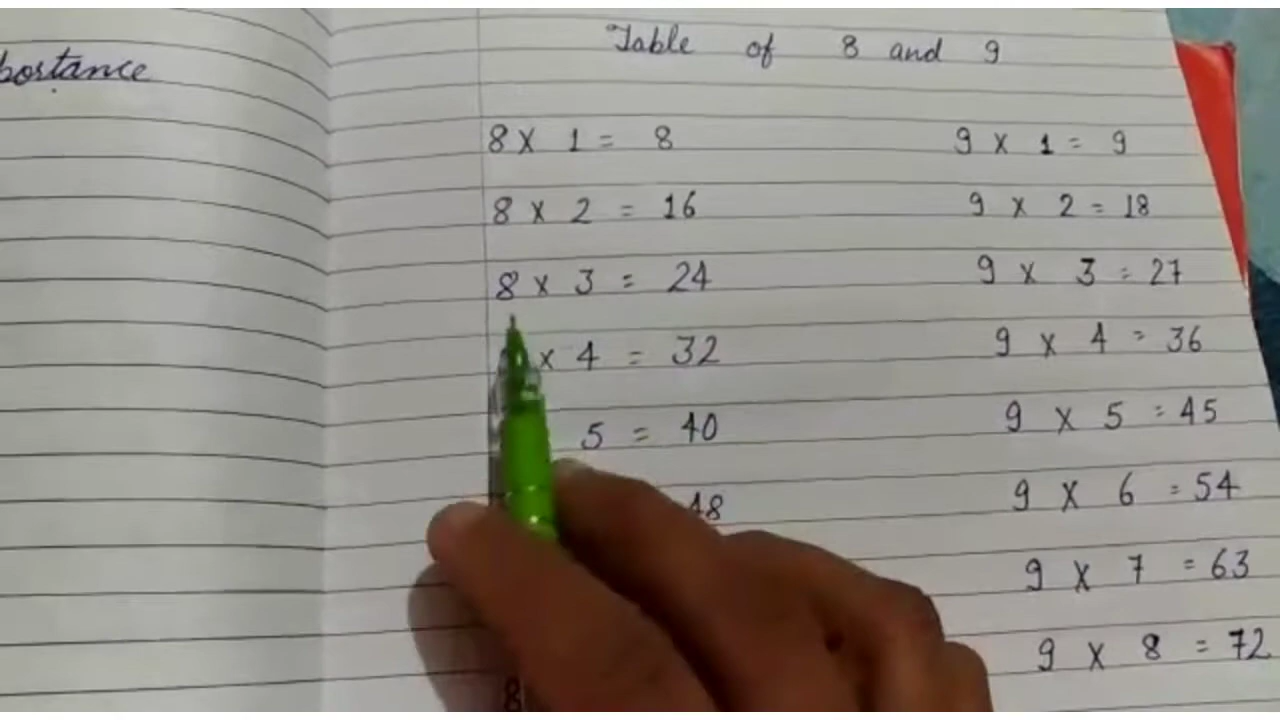 Table of 8 and 9
8 X 1 = 8
8 x 2 = 16
8 x 3 = 24
x 4 = 32
5 = 40
48
8
9 X 1 = 9
9 X 2 = 18
9 X 3 = 27
9 X 4 = 36
9 X 5 = 45
9 X 6 = 54
9 X 7 = 63
9 X 8 = 72